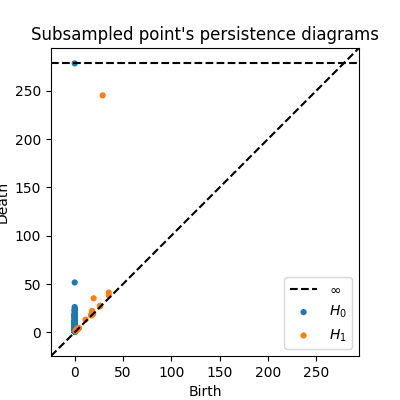 Subsampled point's persistence diagrams
Death
250
200
150
100
50
0
0 50 100 150 200 250
Birth
∞
H₀
H₁